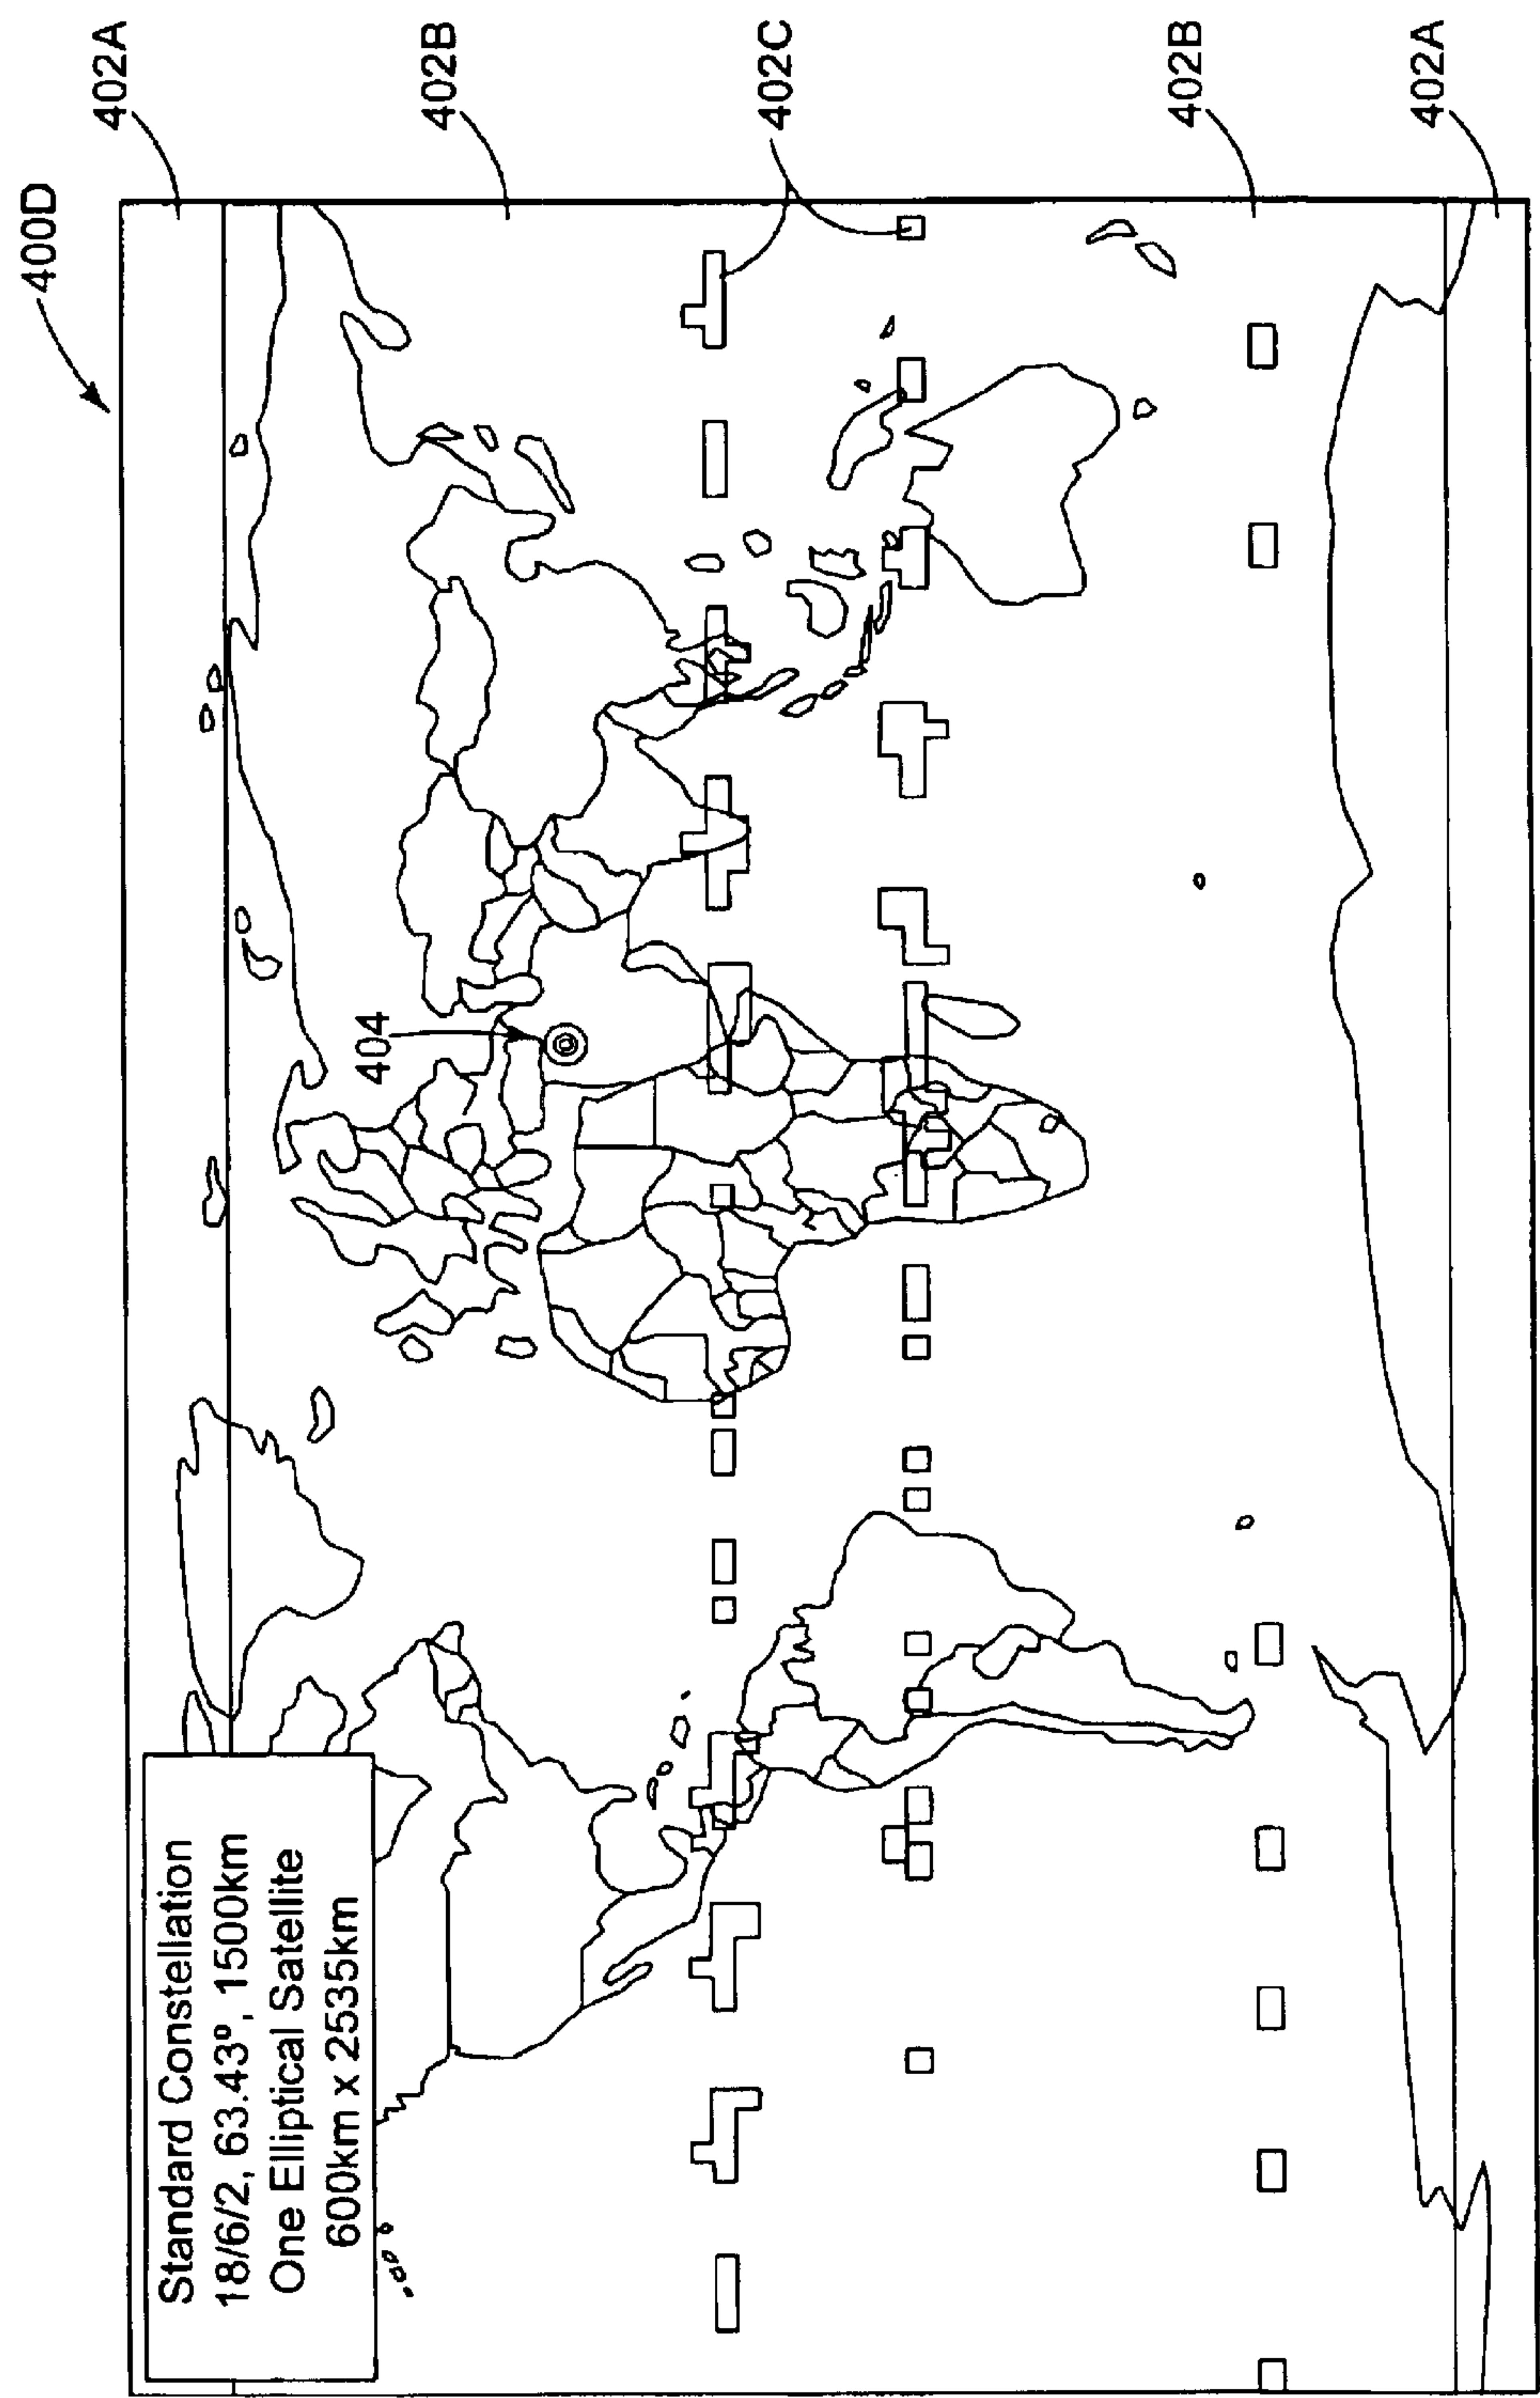 400D
402A
402B
402C
402B
402A
404
Standard Constellation
18/6/2, 63.43º, 1500km
One Elliptical Satellite
600km x 2535km